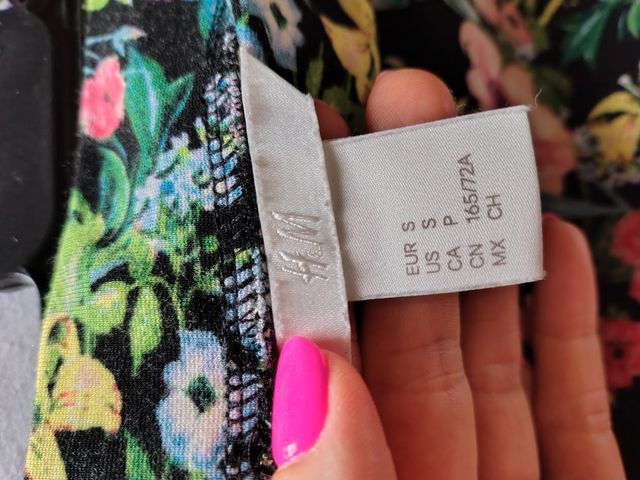 H&M
EUR S
US S
CA P
CN 165/72A
MX CH